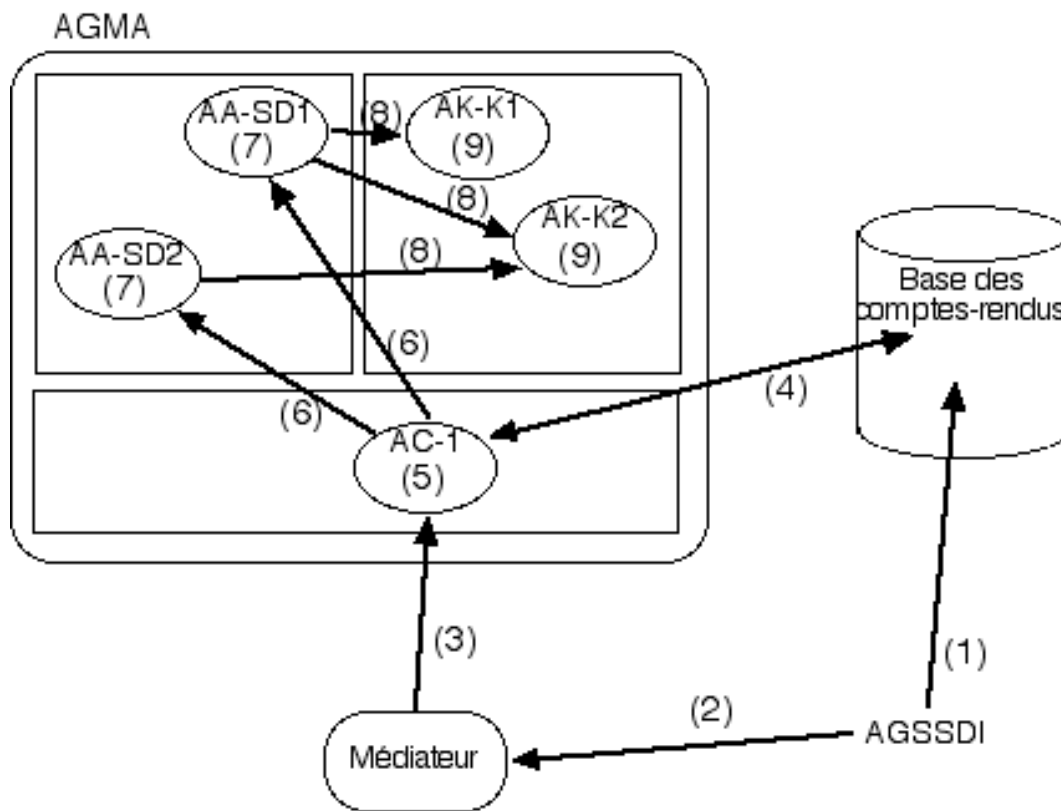 AGMA
AA-SD1
(7)
(8)
AK-K1
(9)
(8)
AK-K2
(9)
AA-SD2
(7)
(8)
Base des
comptes-rendus
(6)
(4)
(6)
AC-1
(5)
(3)
(1)
(2)
AGSSDI
Médiateur